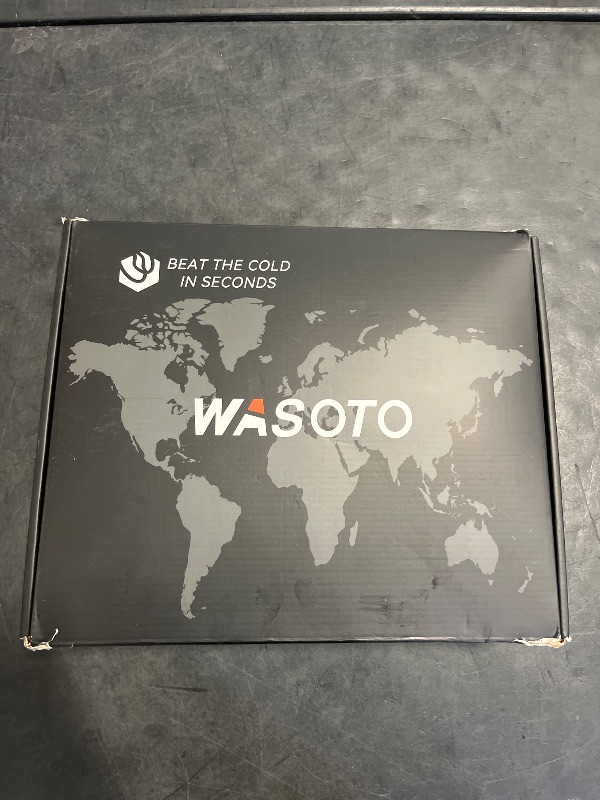 BEAT THE COLD
IN SECONDS
WASOTO